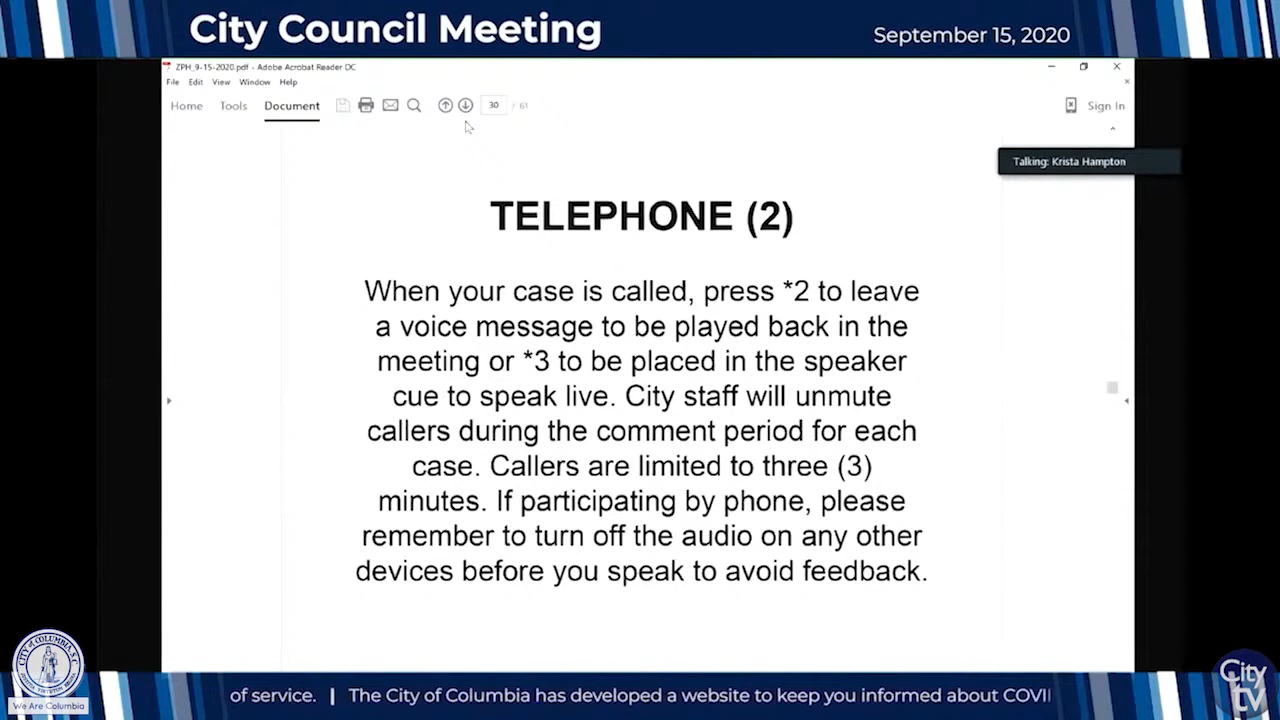 City Council Meeting
September 15, 2020
ZPH_9-15-2020.pdf - Adobe Acrobat Reader DC
File Edit View Window Help
Home Tools Document 30 / 61 Sign In
Talking: Krista Hampton
TELEPHONE (2)
When your case is called, press *2 to leave
a voice message to be played back in the
meeting or *3 to be placed in the speaker
cue to speak live. City staff will unmute
callers during the comment period for each
case. Callers are limited to three (3)
minutes. If participating by phone, please
remember to turn off the audio on any other
devices before you speak to avoid feedback.
CITY OF COLUMBIA, S.C.
We Are Columbia
of service. | The City of Columbia has developed a website to keep you informed about COVI
City
tv